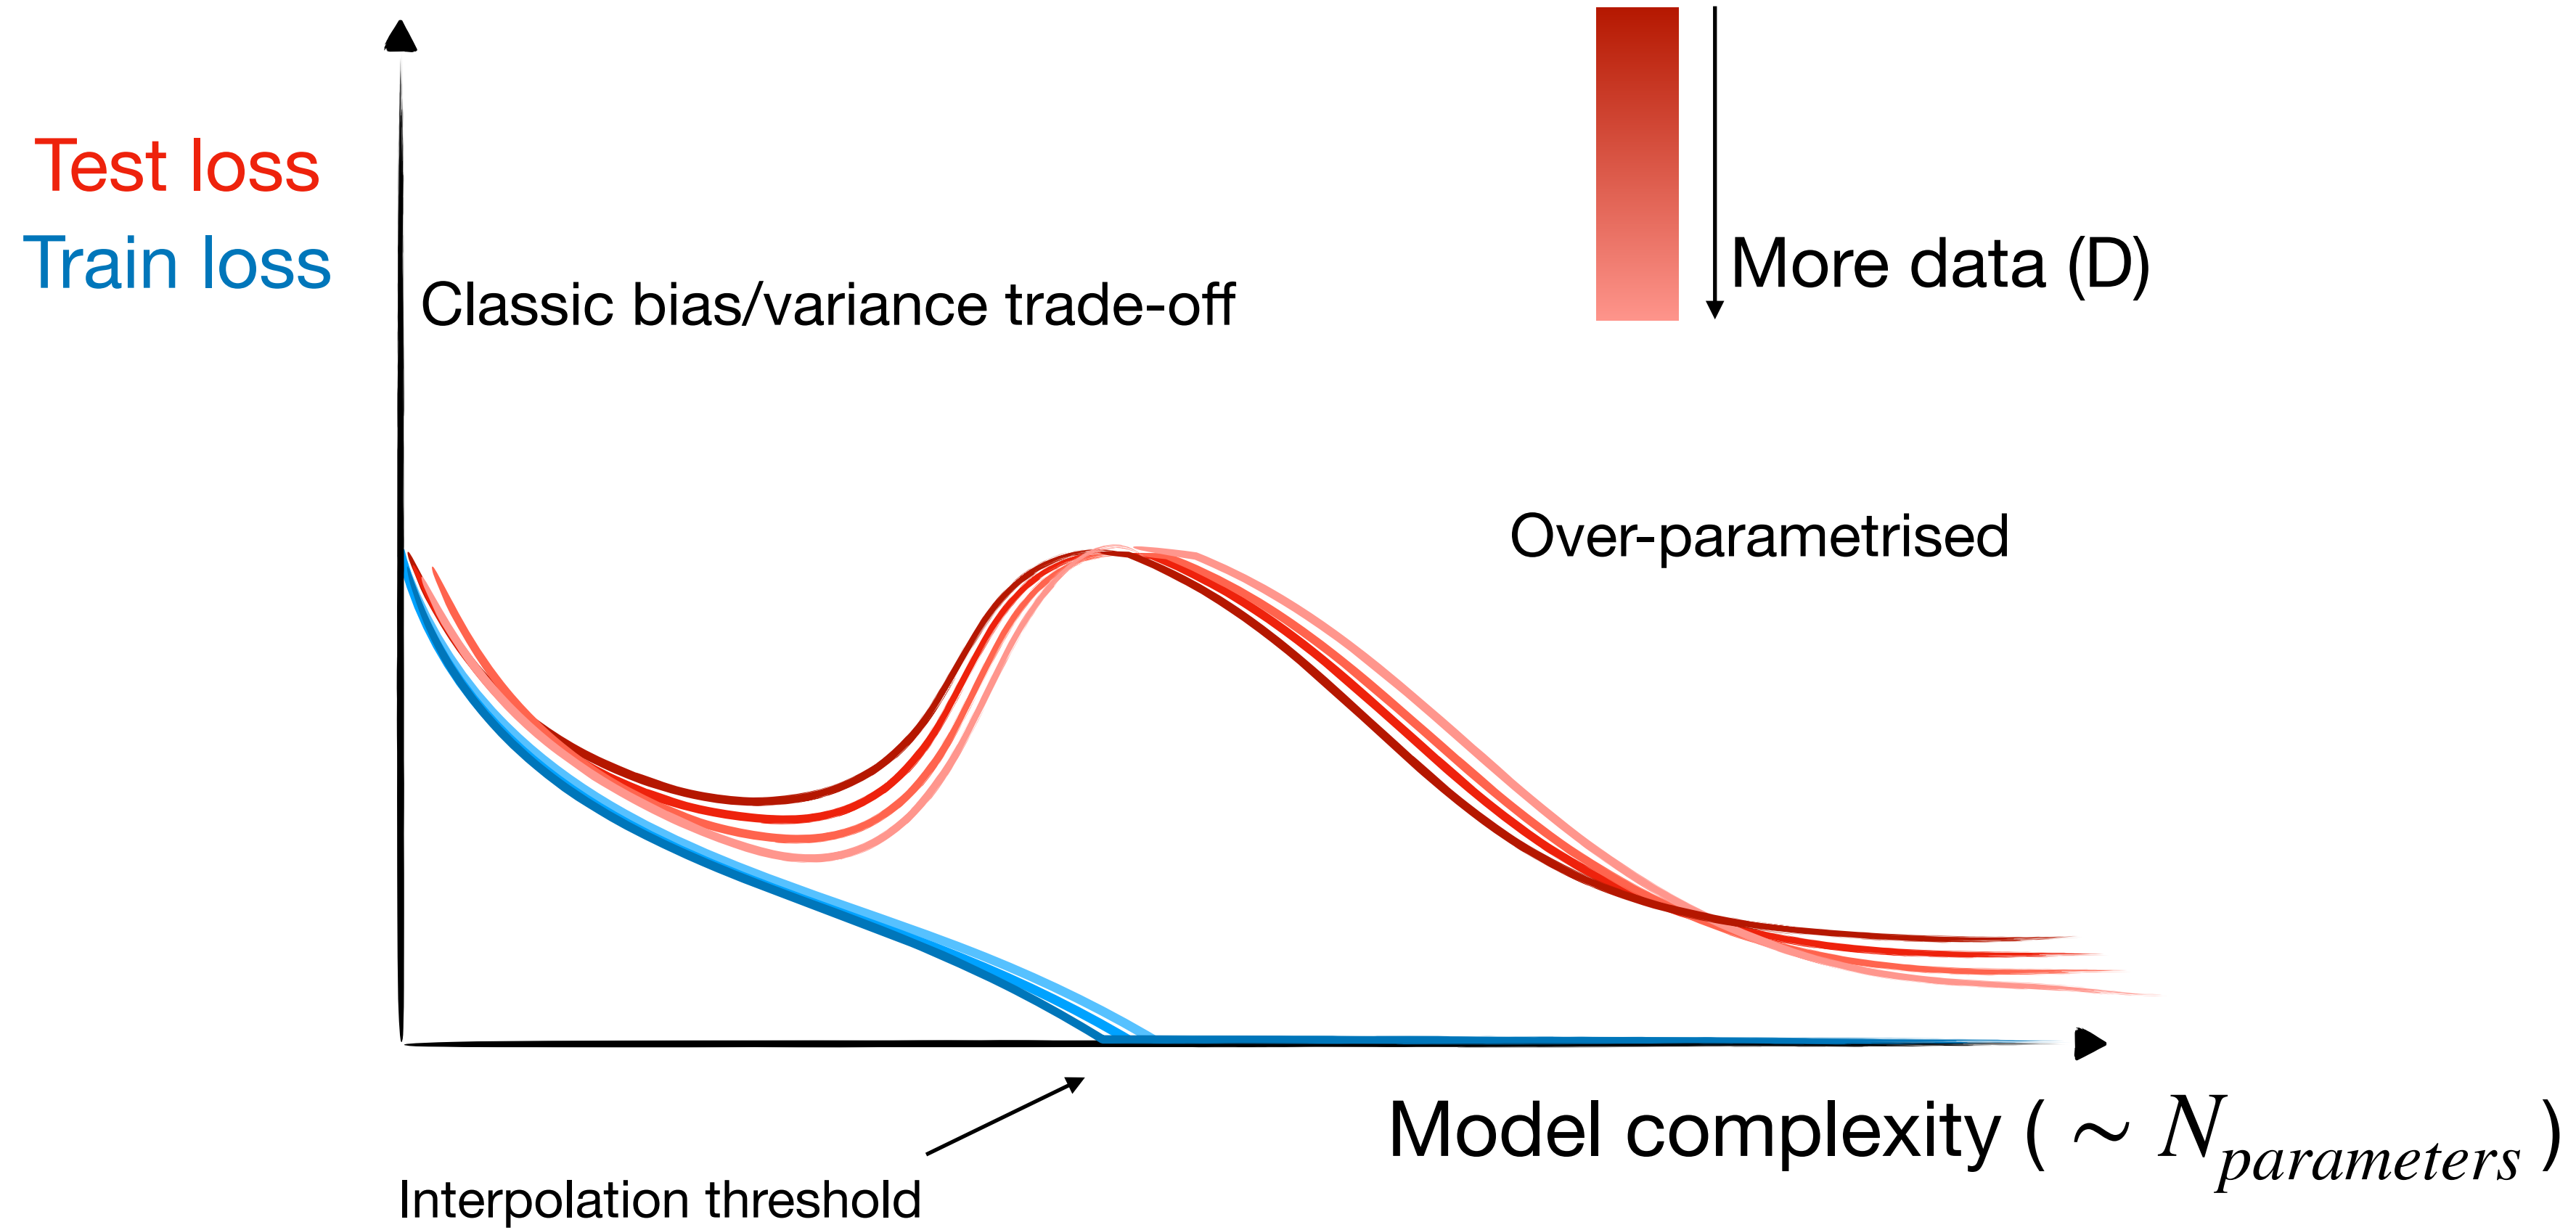 Test loss
Train loss
Classic bias/variance trade-off
More data (D)
Over-parametrised
Interpolation threshold
Model complexity ( ∼ N_parameters )